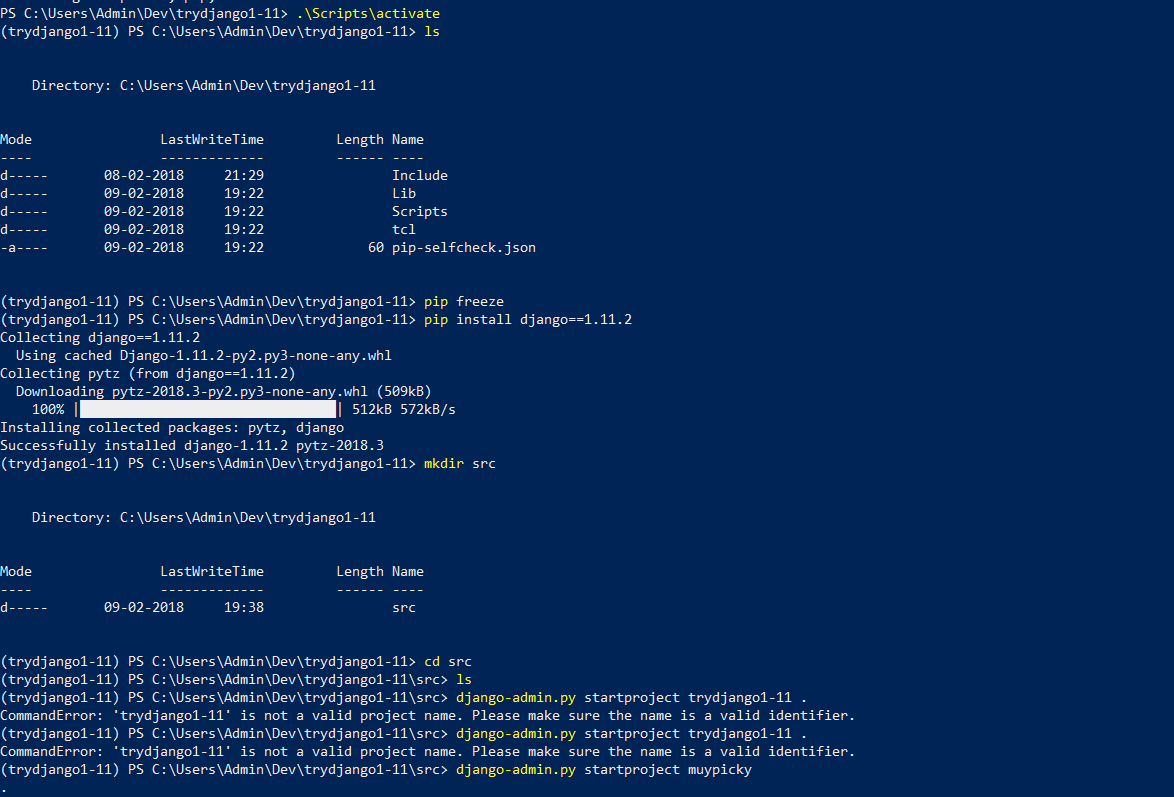 PS C:\Users\Admin\Dev\trydjango1-11> .\Scripts\activate
(trydjango1-11) PS C:\Users\Admin\Dev\trydjango1-11> ls
Directory: C:\Users\Admin\Dev\trydjango1-11
Mode LastWriteTime Length Name
---- ------------- ------ ----
d----- 08-02-2018 21:29 Include
d----- 09-02-2018 19:22 Lib
d----- 09-02-2018 19:22 Scripts
d----- 09-02-2018 19:22 tcl
-a---- 09-02-2018 19:22 60 pip-selfcheck.json
(trydjango1-11) PS C:\Users\Admin\Dev\trydjango1-11> pip freeze
(trydjango1-11) PS C:\Users\Admin\Dev\trydjango1-11> pip install django==1.11.2
Collecting django==1.11.2
Using cached Django-1.11.2-py2.py3-none-any.whl
Collecting pytz (from django==1.11.2)
Downloading pytz-2018.3-py2.py3-none-any.whl (509kB)
100% |████████████████████████████████| 512kB 572kB/s
Installing collected packages: pytz, django
Successfully installed django-1.11.2 pytz-2018.3
(trydjango1-11) PS C:\Users\Admin\Dev\trydjango1-11> mkdir src
Directory: C:\Users\Admin\Dev\trydjango1-11
Mode LastWriteTime Length Name
---- ------------- ------ ----
d----- 09-02-2018 19:38 src
(trydjango1-11) PS C:\Users\Admin\Dev\trydjango1-11> cd src
(trydjango1-11) PS C:\Users\Admin\Dev\trydjango1-11\src> ls
(trydjango1-11) PS C:\Users\Admin\Dev\trydjango1-11\src> django-admin.py startproject trydjango1-11 .
CommandError: 'trydjango1-11' is not a valid project name. Please make sure the name is a valid identifier.
(trydjango1-11) PS C:\Users\Admin\Dev\trydjango1-11\src> django-admin.py startproject trydjango1-11 .
CommandError: 'trydjango1-11' is not a valid project name. Please make sure the name is a valid identifier.
(trydjango1-11) PS C:\Users\Admin\Dev\trydjango1-11\src> django-admin.py startproject muypicky
.